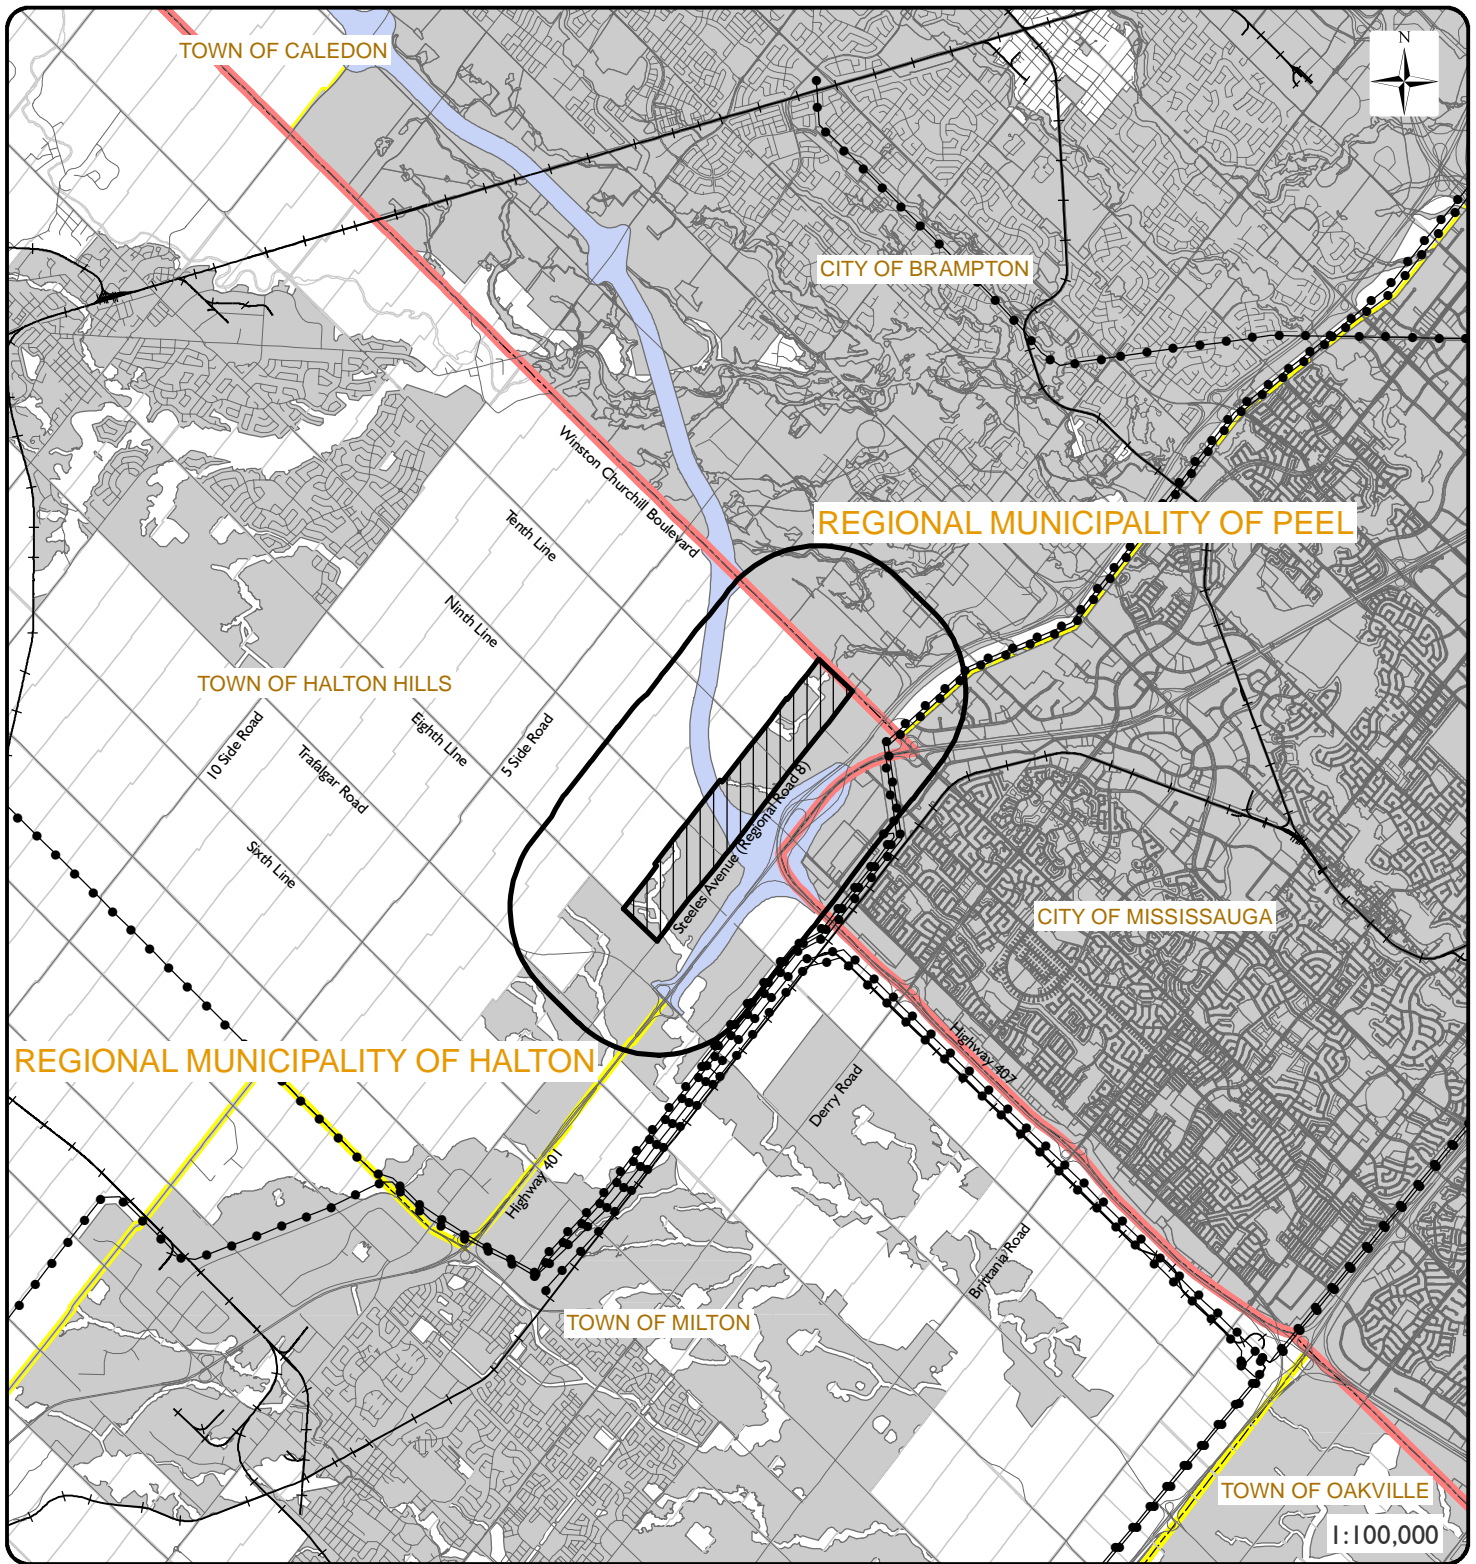 N
TOWN OF CALEDON
CITY OF BRAMPTON
Winston Churchill Boulevard
REGIONAL MUNICIPALITY OF PEEL
Tenth Line
Ninth Line
TOWN OF HALTON HILLS
10 Side Road
Trafalgar Road
Eighth LIne
5 Side Road
Steeles Avenue (Regional Road 8)
Sixth Line
CITY OF MISSISSAUGA
REGIONAL MUNICIPALITY OF HALTON
Highway 407
Derry Road
Highway 401
Brittania Road
TOWN OF MILTON
TOWN OF OAKVILLE
1:100,000